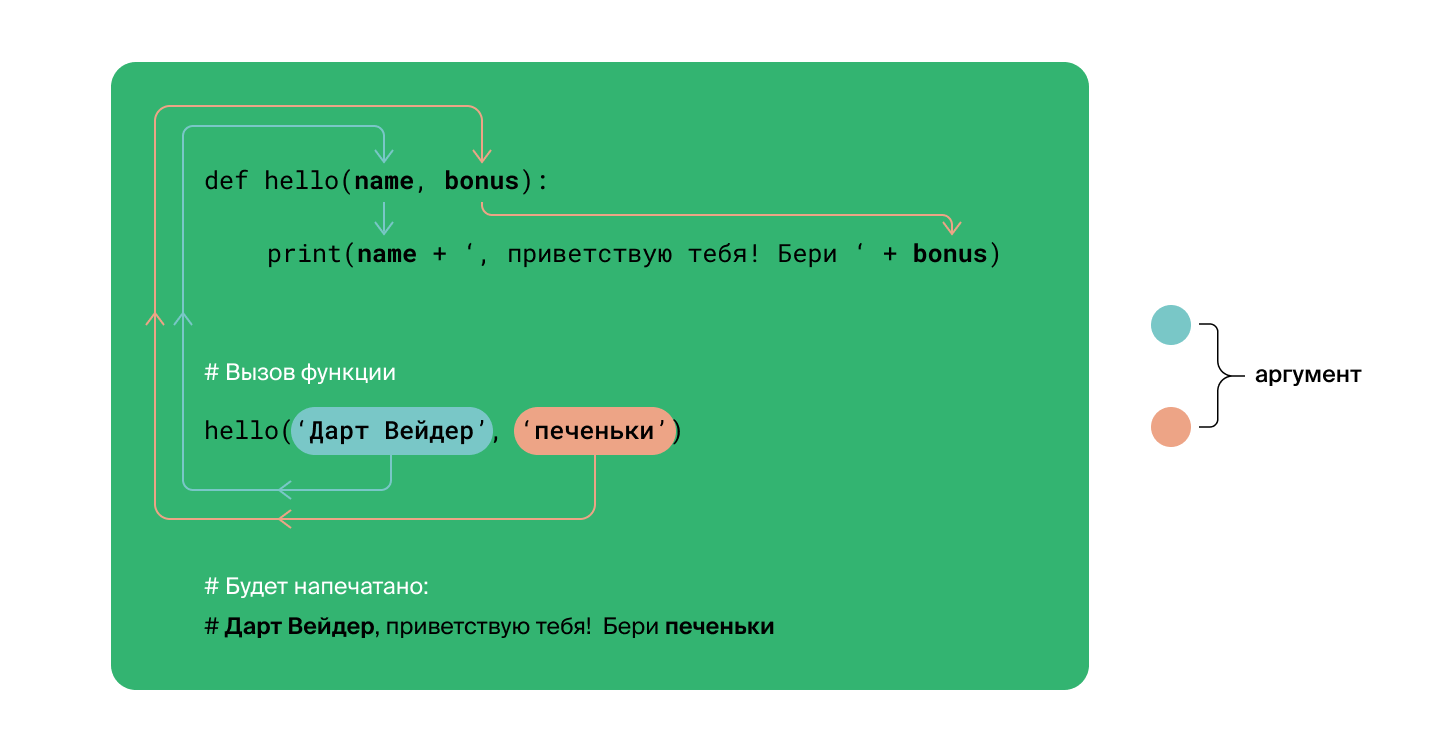 def hello(name, bonus):
print(name + ‘, приветствую тебя! Бери ‘ + bonus)
# Вызов функции
hello(‘Дарт Вейдер’, ‘печеньки’)
аргумент
# Будет напечатано:
# Дарт Вейдер, приветствую тебя!  Бери печеньки